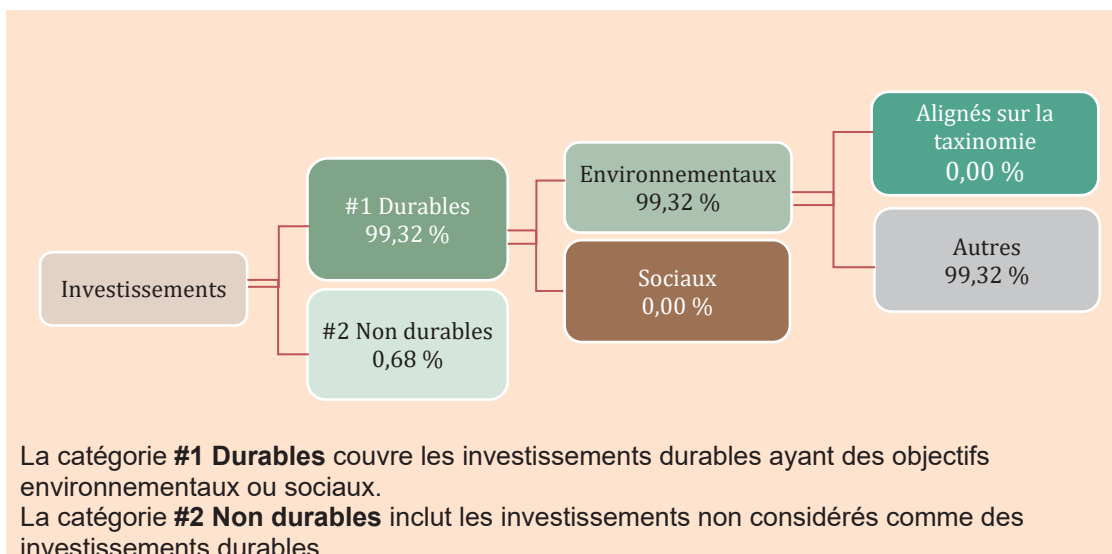 Investissements
#1 Durables
99,32 %
#2 Non durables
0,68 %
Environnementaux
99,32 %
Sociaux
0,00 %
Alignés sur la
taxinomie
0,00 %
Autres
99,32 %
La catégorie #1 Durables couvre les investissements durables ayant des objectifs
environnementaux ou sociaux.
La catégorie #2 Non durables inclut les investissements non considérés comme des
investissements durables